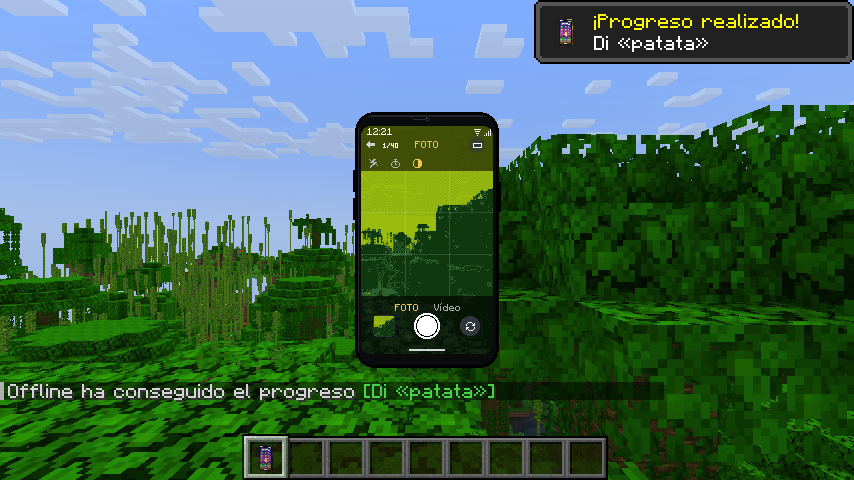 ¡Progreso realizado!
Di «patata»
12:21
1/40 FOTO
FOTO Vídeo
Offline ha conseguido el progreso [Di «patata»]